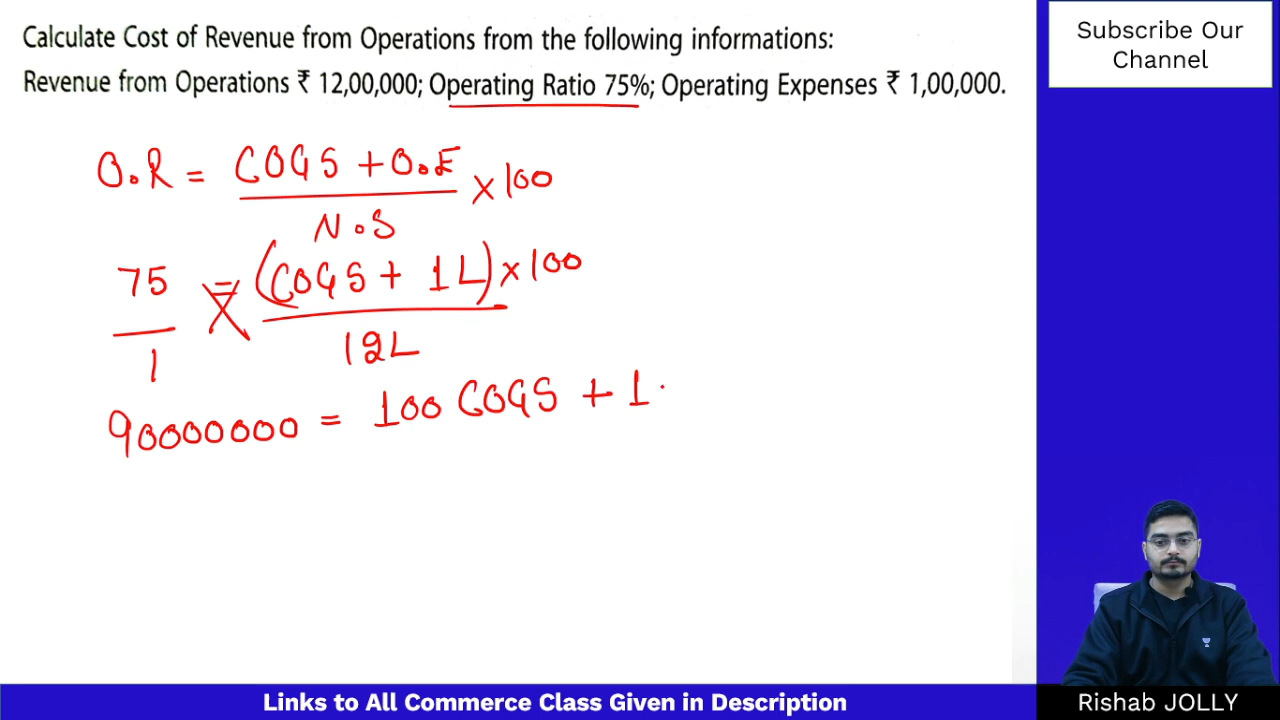 Calculate Cost of Revenue from Operations from the following informations:
Revenue from Operations ₹ 12,00,000; Operating Ratio 75%; Operating Expenses ₹ 1,00,000.
Subscribe Our
Channel
O.R = COGS + O.E / N.S × 100
75 / 1 = (COGS + 1L) × 100 / 12L
90000000 = 100 COGS + 1
Links to All Commerce Class Given in Description
Rishab JOLLY